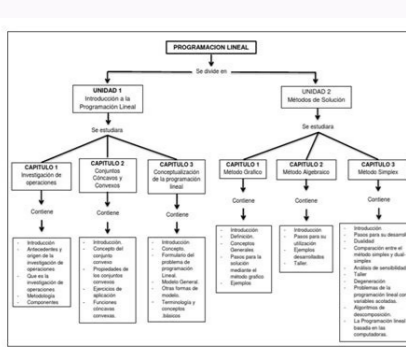 PROGRAMACION LINEAL
Se divide en
UNIDAD 1
Introducción a la
Programación Lineal
UNIDAD 2
Métodos de Solución
Se estudiara
Se estudiara
CAPITULO 1
Investigación de
operaciones
CAPITULO 2
Conjuntos
Cóncavos y
Convexos
CAPITULO 3
Conceptualización
de la programación
lineal
CAPITULO 1
Método Grafico
CAPITULO 2
Método Algebraico
CAPITULO 3
Método Simplex
Contiene
Contiene
Contiene
Contiene
Contiene
Contiene
- Introducción
- Antecedentes y
origen de la
investigación de
operaciones
- Que es la
investigación de
operaciones
- Metodología
- Componentes
- Introducción
- Concepto del
conjunto
convexo
- Propiedades de
los conjuntos
convexos
- Ejercicios de
aplicación
- Funciones
cóncavas
convexas.
- Introducción
- Concepto,
Formulario del
problema de
programación
Lineal.
- Modelo General.
- Otras formas de
modelo
- Terminología y
conceptos
básicos
- Introducción
- Definición,
- Conceptos
Generales.
- Pasos para la
solución
mediante el
método grafico
- Ejemplos
- Introducción
- Pasos para su
utilización
- Ejemplos
desarrollados
- Taller.
- Introducción
- Pasos para su desarrol
- Dualidad
- Comparación entre el
método simplex y dual-
simplex
- Análisis de sensibilidad
- Taller
- Degeneración
- Problemas de la
programación lineal con
variables acotadas.
- Algoritmos de
descomposición.
- La Programación lineal
basada en las
computadoras.